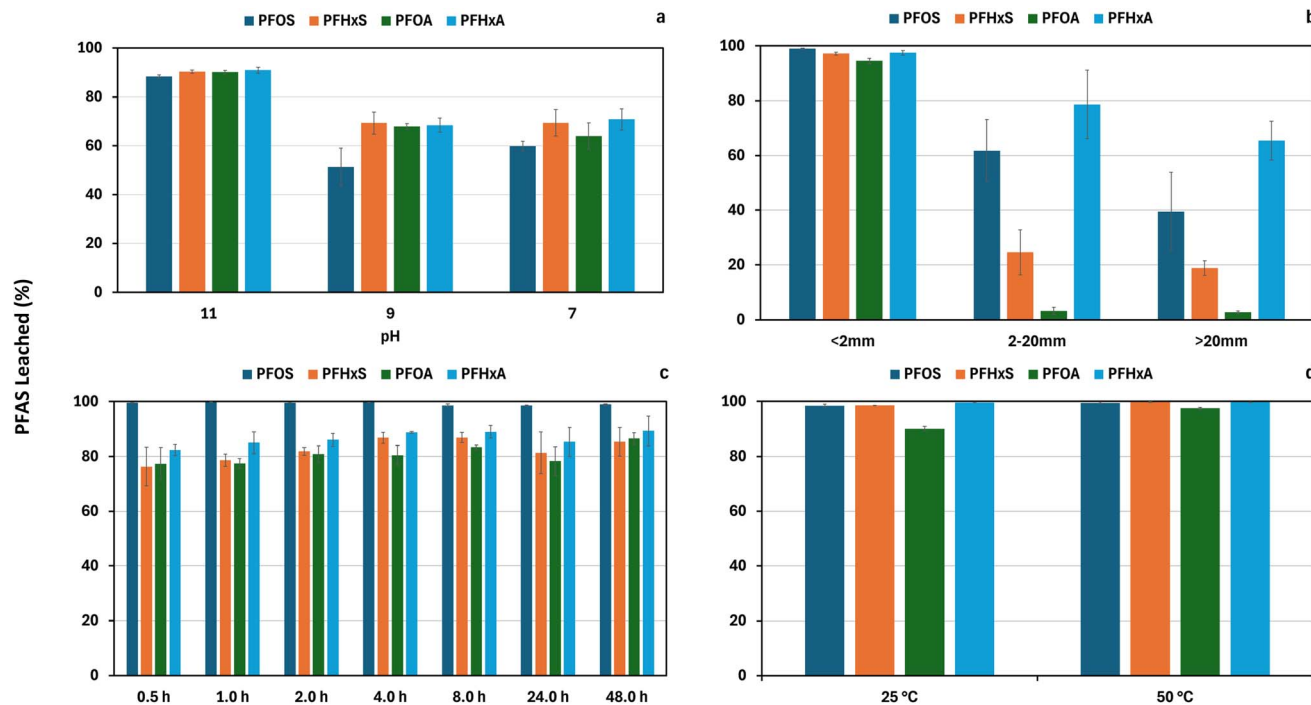 PFAS Leached (%)
PFOS PFHxS PFOA PFHxA a
100
80
60
40
20
0
11 9 7
pH
PFOS PFHxS PFOA PFHxA b
100
80
60
40
20
0
<2mm 2-20mm >20mm
PFOS PFHxS PFOA PFHxA c
100
80
60
40
20
0
0.5 h 1.0 h 2.0 h 4.0 h 8.0 h 24.0 h 48.0 h
PFOS PFHxS PFOA PFHxA d
100
80
60
40
20
0
25 °C 50 °C